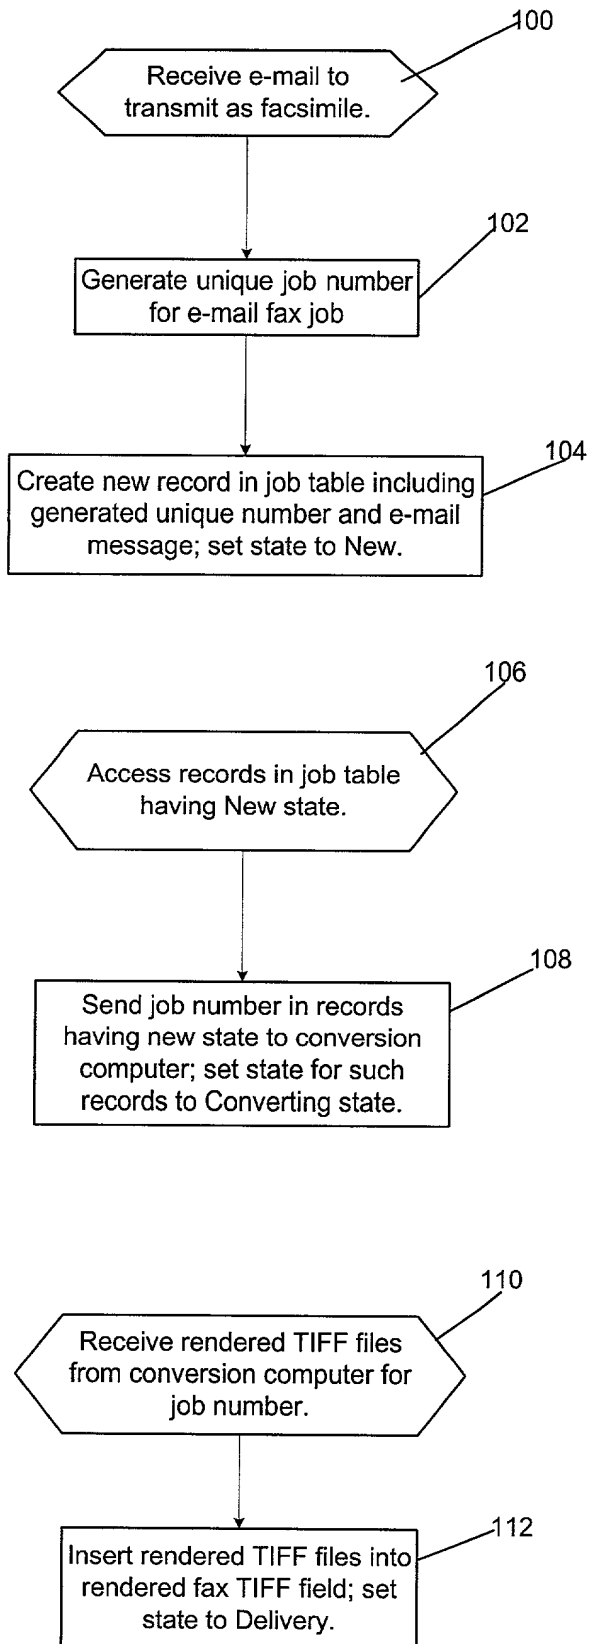 100
Receive e-mail to
transmit as facsimile.
102
Generate unique job number
for e-mail fax job
104
Create new record in job table including
generated unique number and e-mail
message; set state to New.
106
Access records in job table
having New state.
108
Send job number in records
having new state to conversion
computer; set state for such
records to Converting state.
110
Receive rendered TIFF files
from conversion computer for
job number.
112
Insert rendered TIFF files into
rendered fax TIFF field; set
state to Delivery.